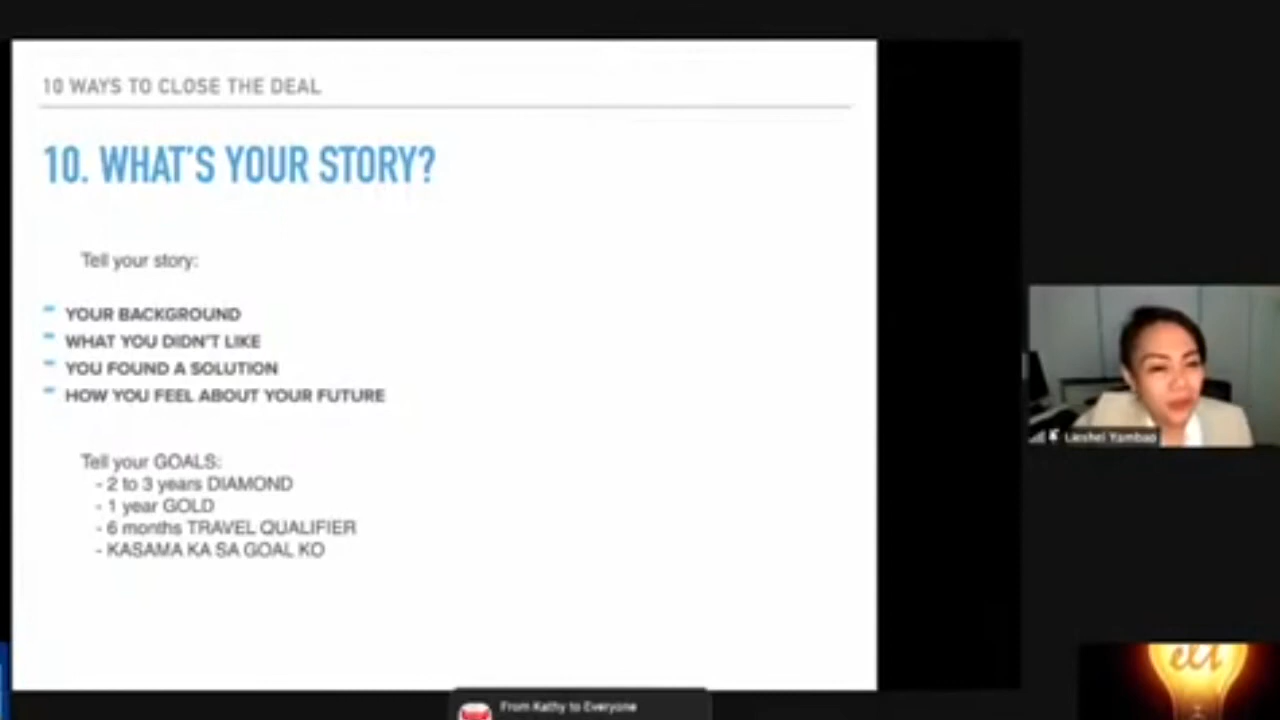 10 WAYS TO CLOSE THE DEAL
10. WHAT'S YOUR STORY?
Tell your story:
YOUR BACKGROUND
WHAT YOU DIDN'T LIKE
YOU FOUND A SOLUTION
HOW YOU FEEL ABOUT YOUR FUTURE
Tell your GOALS:
- 2 to 3 years DIAMOND
- 1 year GOLD
- 6 months TRAVEL QUALIFIER
- KASAMA KA SA GOAL KO
Yambao
From Kathy to Everyone